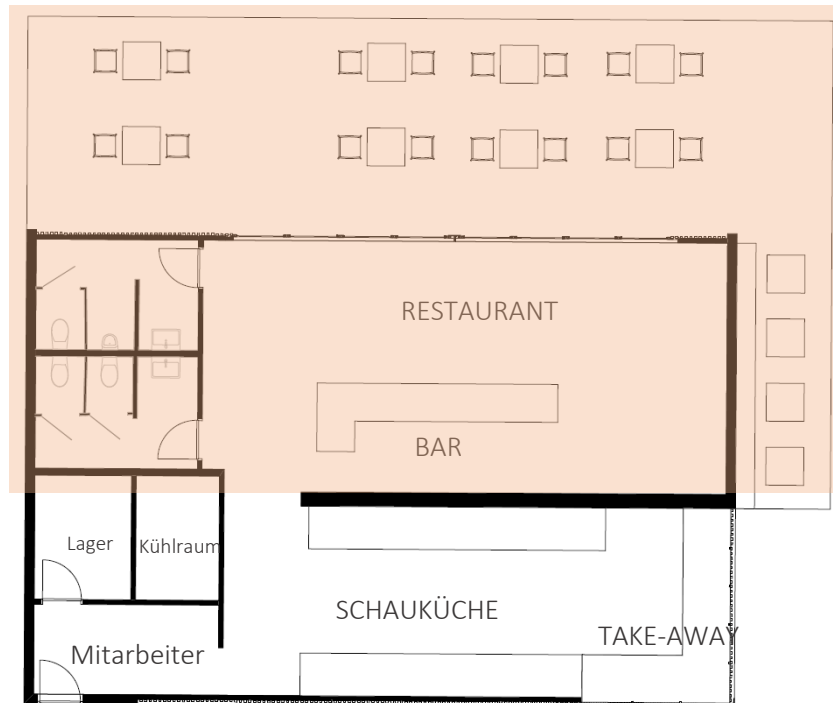 RESTAURANT
BAR
Lager
Kühlraum
SCHAUKÜCHE
TAKE-AWAY
Mitarbeiter